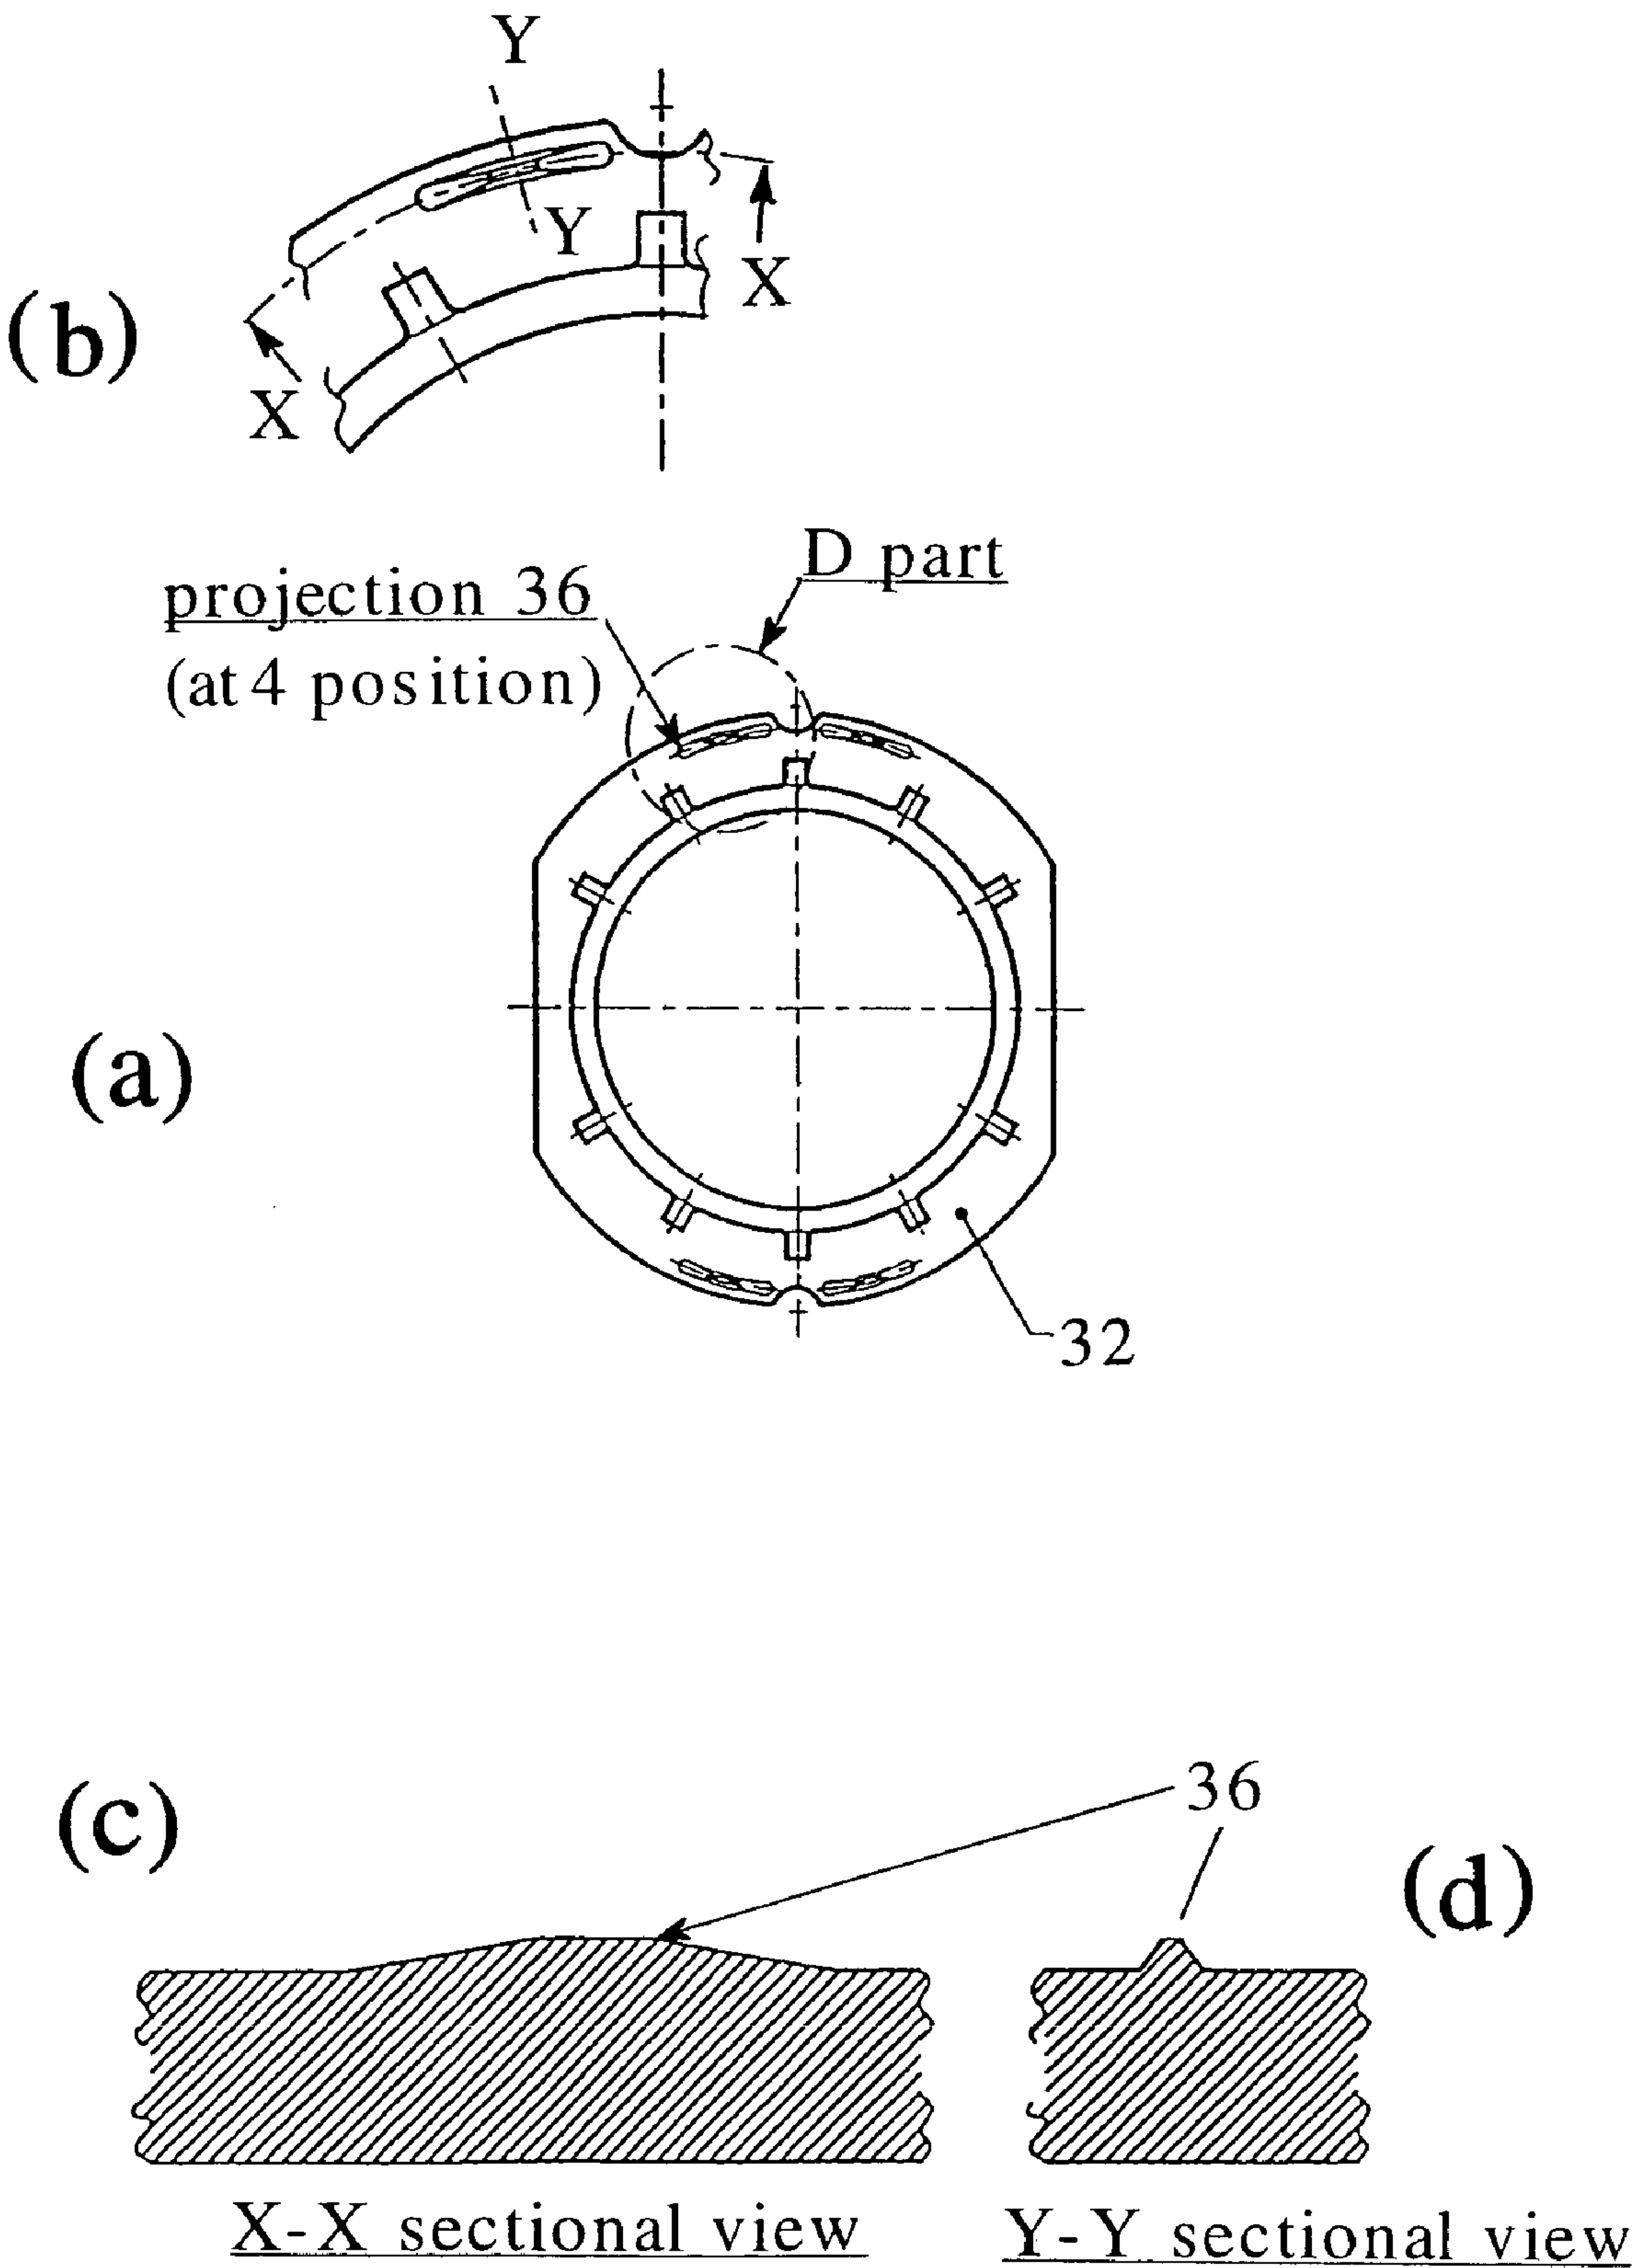 Y
Y
X
(b)
X
D part
projection 36
(at 4 position)
(a)
32
36
(c)
(d)
X-X sectional view
Y-Y sectional view